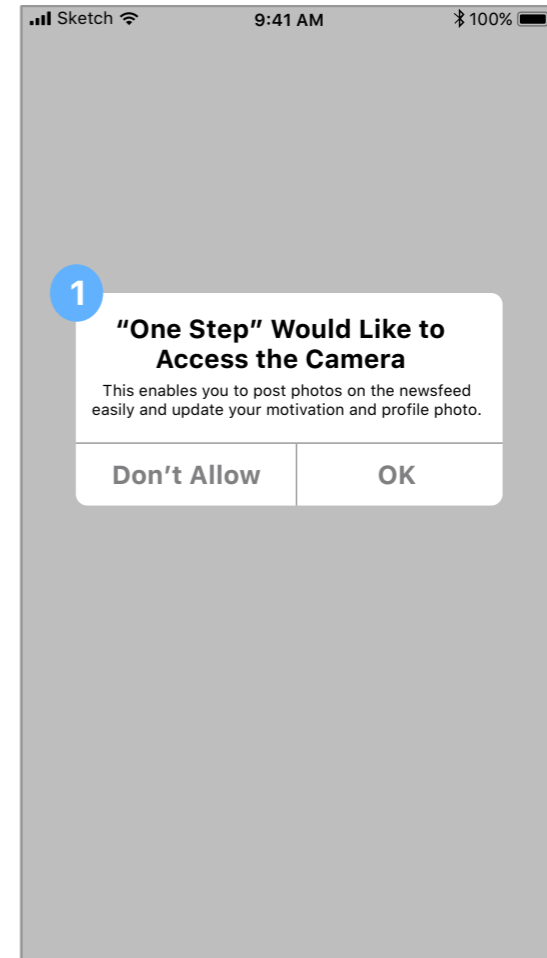 Sketch 9:41 AM 100%
1
“One Step” Would Like to
Access the Camera
This enables you to post photos on the newsfeed
easily and update your motivation and profile photo.
Don’t Allow OK